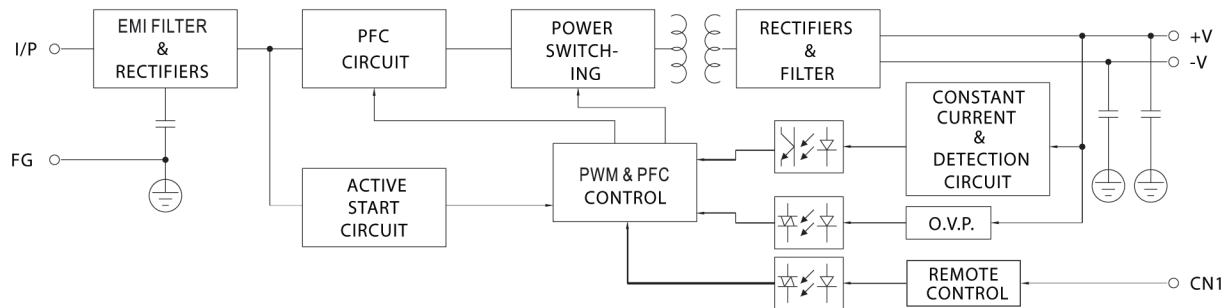 I/P
EMI FILTER
&
RECTIFIERS
PFC
CIRCUIT
POWER
SWITCH-
ING
RECTIFIERS
&
FILTER
+V
-V
FG
ACTIVE
START
CIRCUIT
PWM & PFC
CONTROL
CONSTANT
CURRENT
&
DETECTION
CIRCUIT
O.V.P.
REMOTE
CONTROL
CN1